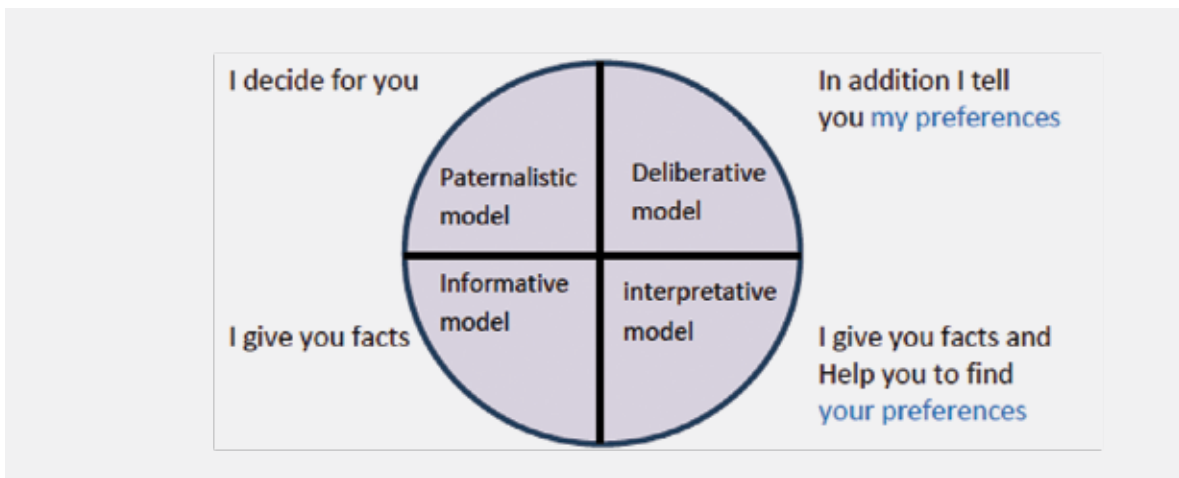 I decide for you
In addition I tell
you my preferences
Paternalistic
model
Deliberative
model
Informative
model
interpretative
model
I give you facts
I give you facts and
Help you to find
your preferences